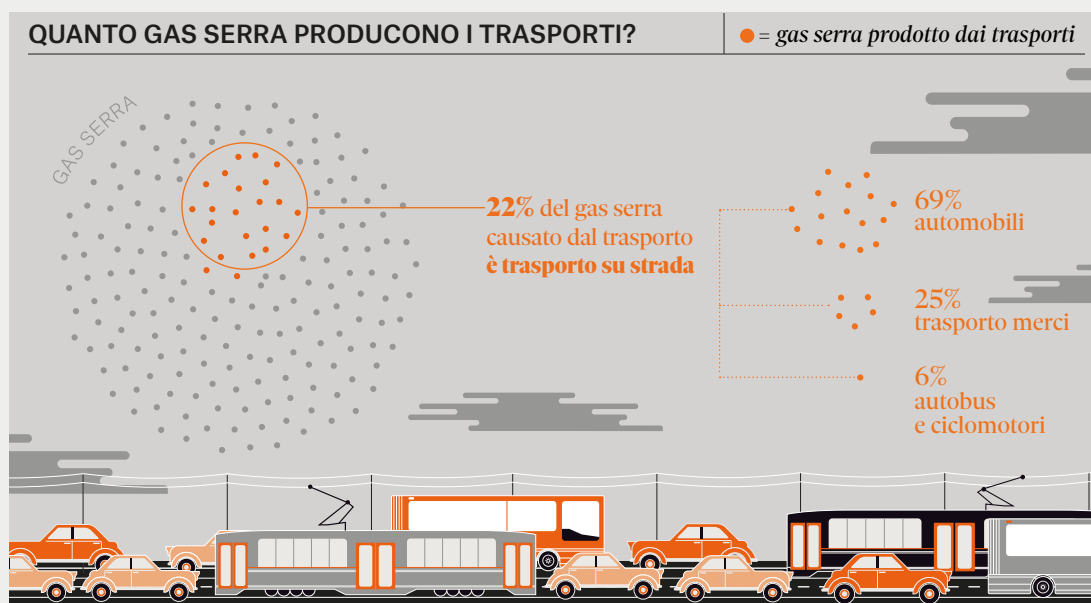 QUANTO GAS SERRA PRODUCONO I TRASPORTI?
= gas serra prodotto dai trasporti
GAS SERRA
22% del gas serra
causato dal trasporto
è trasporto su strada
69%
automobili
25%
trasporto merci
6%
autobus
e ciclomotori